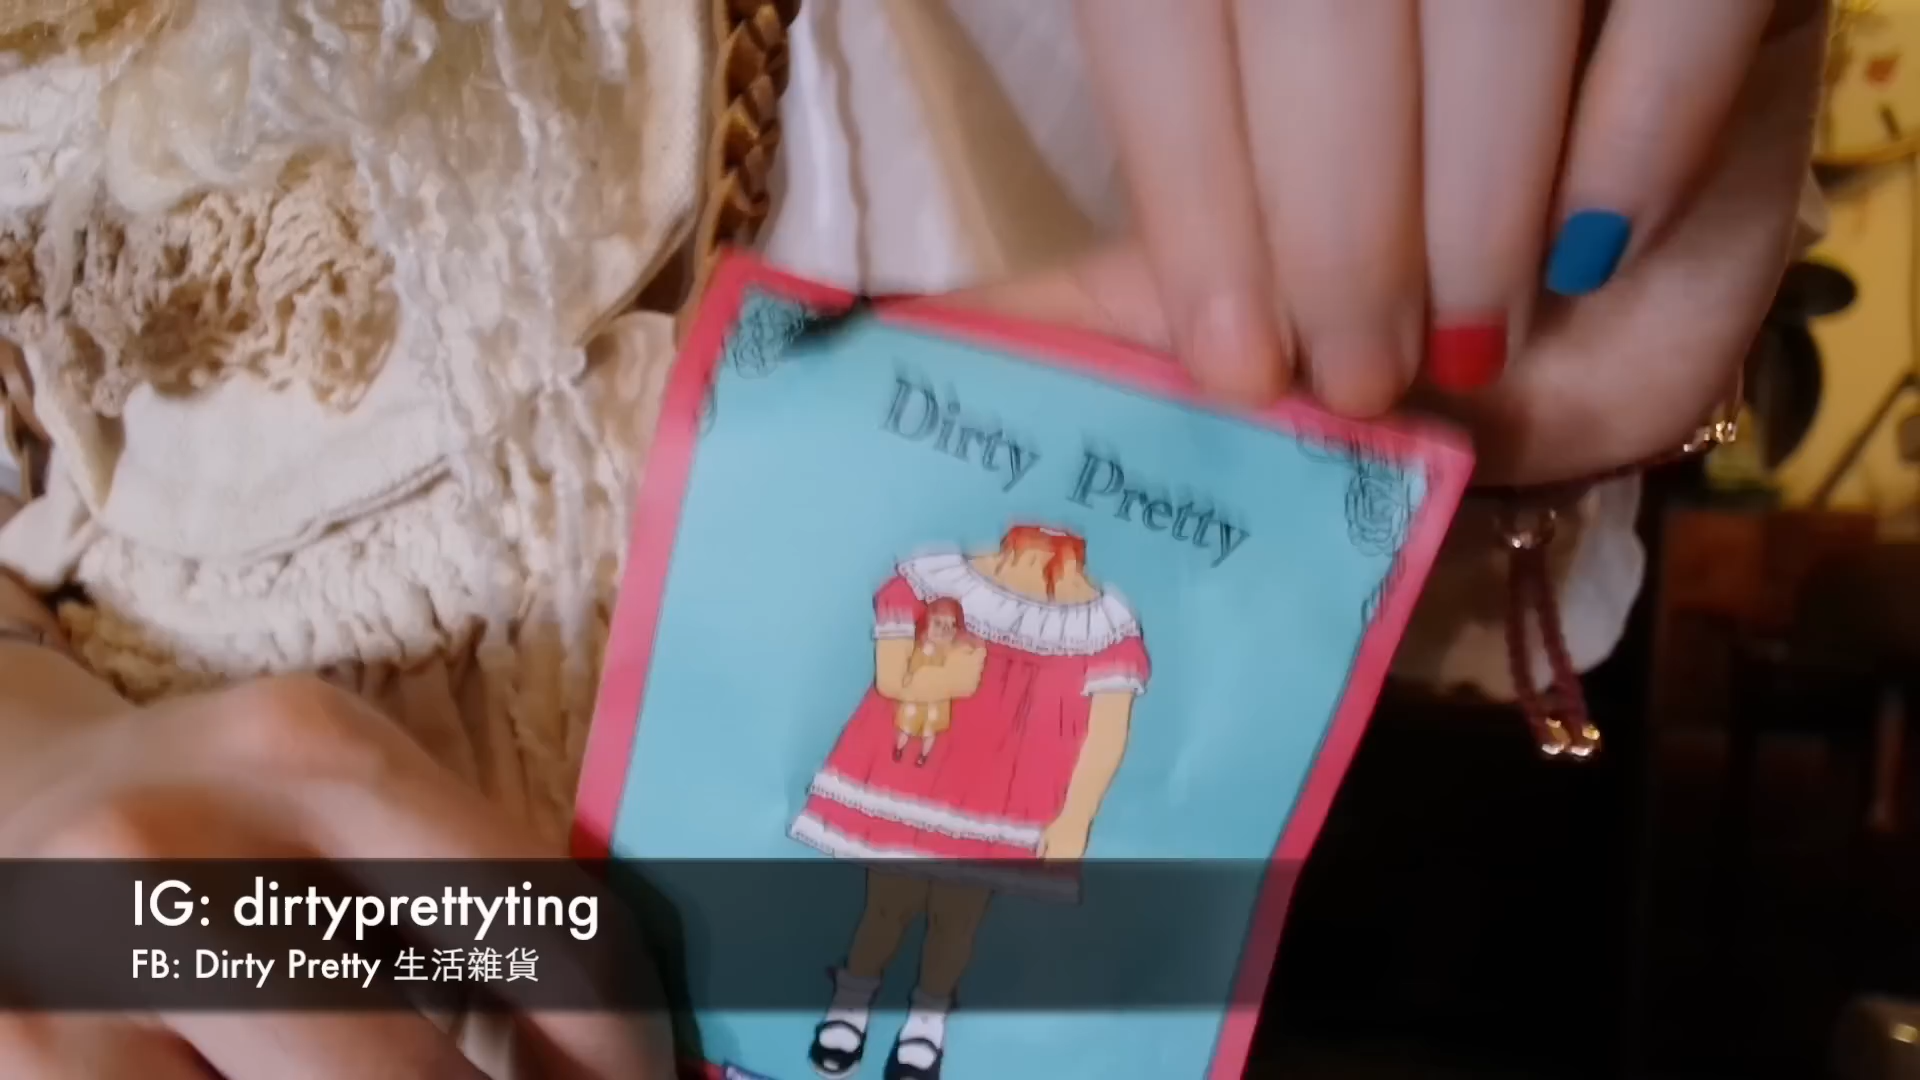 Dirty Pretty
IG: dirtyprettyting
FB: Dirty Pretty 生活雜貨